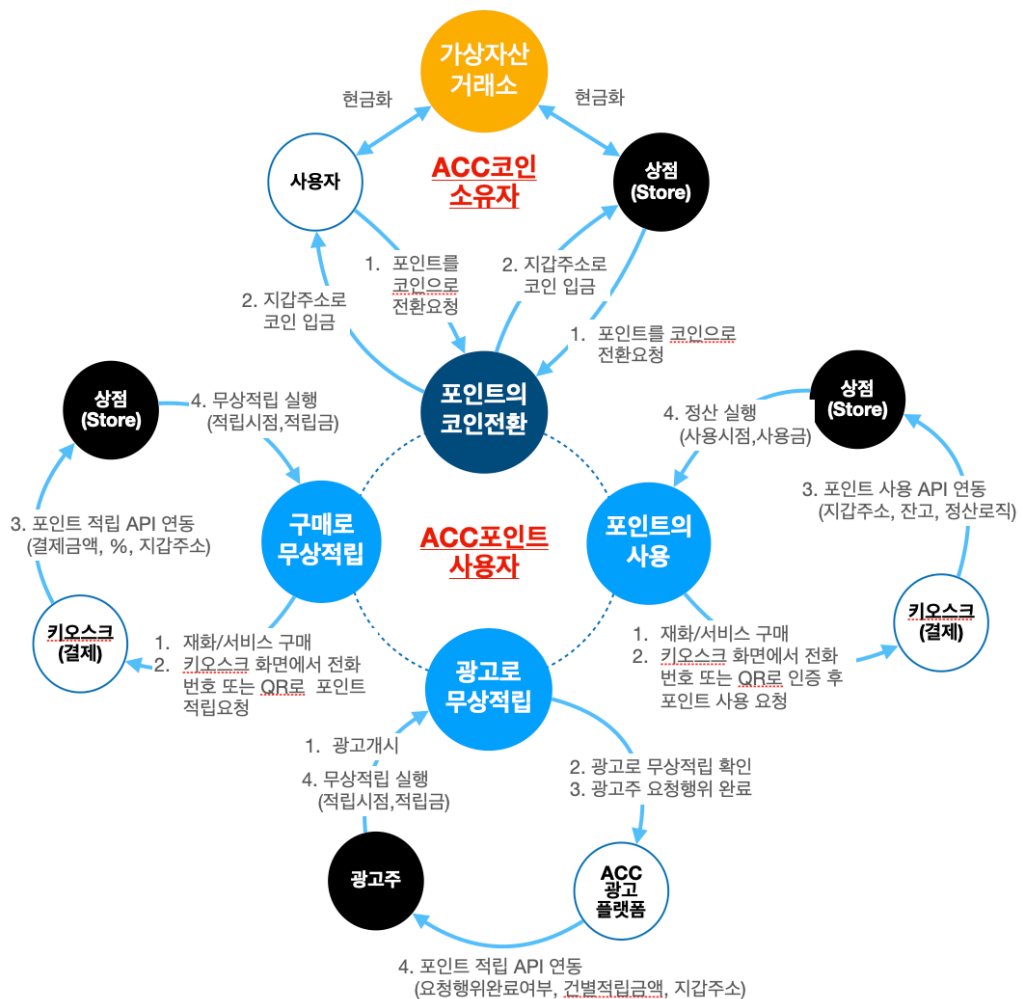 가상자산
거래소
현금화
현금화
사용자
ACC코인
소유자
상점
(Store)
1. 포인트를
코인으로
전환요청
2. 지갑주소로
코인 입금
2. 지갑주소로
코인 입금
1. 포인트를 코인으로
전환요청
포인트의
코인전환
상점
(Store)
4. 무상적립 실행
(적립시점,적립금)
상점
(Store)
4. 정산 실행
(사용시점,사용금)
3. 포인트 적립 API 연동
(결제금액, %, 지갑주소)
구매로
무상적립
ACC포인트
사용자
포인트의
사용
3. 포인트 사용 API 연동
(지갑주소, 잔고, 정산로직)
키오스크
(결제)
1. 재화/서비스 구매
2. 키오스크 화면에서 전화
번호 또는 QR로 포인트
적립요청
광고로
무상적립
1. 재화/서비스 구매
2. 키오스크 화면에서 전화
번호 또는 QR로 인증 후
포인트 사용 요청
키오스크
(결제)
1. 광고개시
4. 무상적립 실행
(적립시점,적립금)
2. 광고로 무상적립 확인
3. 광고주 요청행위 완료
광고주
ACC
광고
플랫폼
4. 포인트 적립 API 연동
(요청행위완료여부, 건별적립금액, 지갑주소)